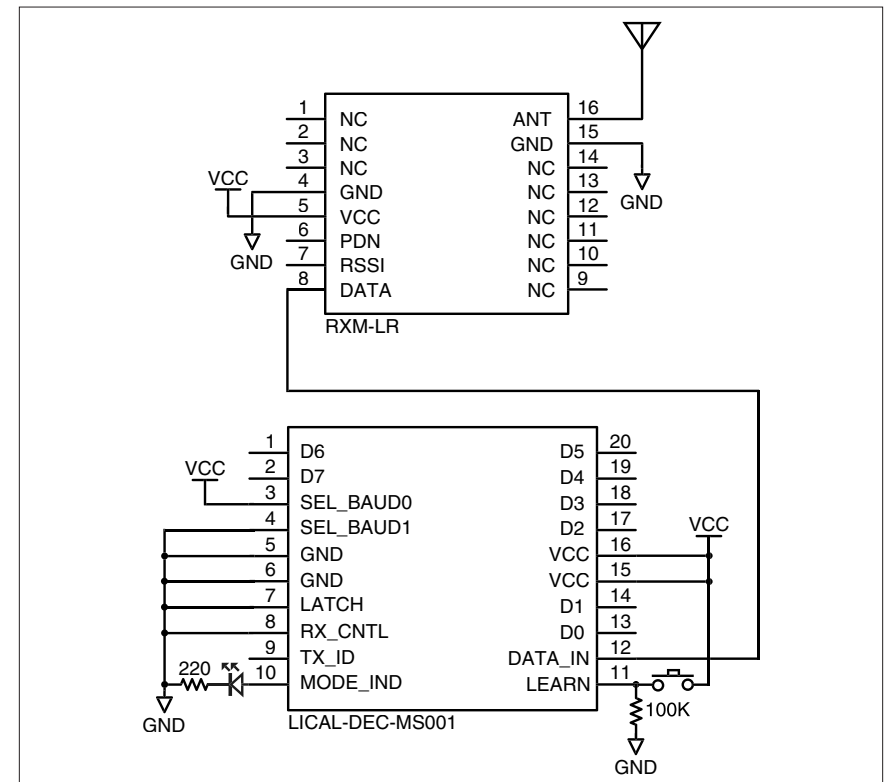 1 NC ANT 16
2 NC GND 15
3 NC NC 14
VCC 4 GND NC 13 GND
5 VCC NC 12
6 PDN NC 11
GND 7 RSSI NC 10
8 DATA NC 9
RXM-LR
1 D6 D5 20
VCC 2 D7 D4 19
3 SEL_BAUD0 D3 18
4 SEL_BAUD1 D2 17 VCC
5 GND VCC 16
6 GND VCC 15
7 LATCH D1 14
8 RX_CNTL D0 13
9 TX_ID DATA_IN 12
220 10 MODE_IND LEARN 11
GND LICAL-DEC-MS001 100K
GND